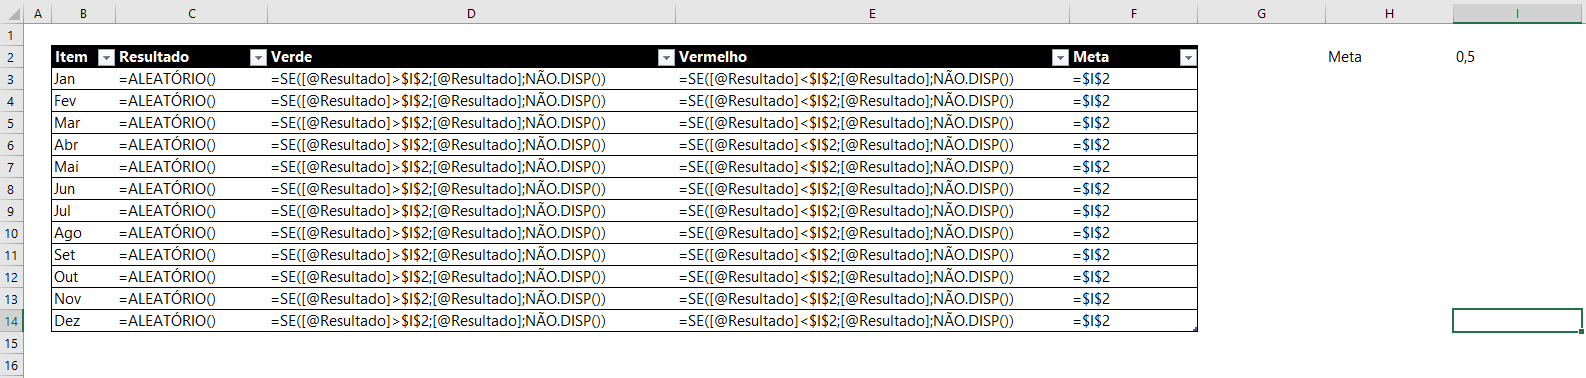 A B C D E F G H I
1
2 Item Resultado Verde Vermelho Meta Meta 0,5
3 Jan =ALEATÓRIO() =SE([@Resultado]>$I$2;[@Resultado];NÃO.DISP()) =SE([@Resultado]<$I$2;[@Resultado];NÃO.DISP()) =$I$2
4 Fev =ALEATÓRIO() =SE([@Resultado]>$I$2;[@Resultado];NÃO.DISP()) =SE([@Resultado]<$I$2;[@Resultado];NÃO.DISP()) =$I$2
5 Mar =ALEATÓRIO() =SE([@Resultado]>$I$2;[@Resultado];NÃO.DISP()) =SE([@Resultado]<$I$2;[@Resultado];NÃO.DISP()) =$I$2
6 Abr =ALEATÓRIO() =SE([@Resultado]>$I$2;[@Resultado];NÃO.DISP()) =SE([@Resultado]<$I$2;[@Resultado];NÃO.DISP()) =$I$2
7 Mai =ALEATÓRIO() =SE([@Resultado]>$I$2;[@Resultado];NÃO.DISP()) =SE([@Resultado]<$I$2;[@Resultado];NÃO.DISP()) =$I$2
8 Jun =ALEATÓRIO() =SE([@Resultado]>$I$2;[@Resultado];NÃO.DISP()) =SE([@Resultado]<$I$2;[@Resultado];NÃO.DISP()) =$I$2
9 Jul =ALEATÓRIO() =SE([@Resultado]>$I$2;[@Resultado];NÃO.DISP()) =SE([@Resultado]<$I$2;[@Resultado];NÃO.DISP()) =$I$2
10 Ago =ALEATÓRIO() =SE([@Resultado]>$I$2;[@Resultado];NÃO.DISP()) =SE([@Resultado]<$I$2;[@Resultado];NÃO.DISP()) =$I$2
11 Set =ALEATÓRIO() =SE([@Resultado]>$I$2;[@Resultado];NÃO.DISP()) =SE([@Resultado]<$I$2;[@Resultado];NÃO.DISP()) =$I$2
12 Out =ALEATÓRIO() =SE([@Resultado]>$I$2;[@Resultado];NÃO.DISP()) =SE([@Resultado]<$I$2;[@Resultado];NÃO.DISP()) =$I$2
13 Nov =ALEATÓRIO() =SE([@Resultado]>$I$2;[@Resultado];NÃO.DISP()) =SE([@Resultado]<$I$2;[@Resultado];NÃO.DISP()) =$I$2
14 Dez =ALEATÓRIO() =SE([@Resultado]>$I$2;[@Resultado];NÃO.DISP()) =SE([@Resultado]<$I$2;[@Resultado];NÃO.DISP()) =$I$2
15
16